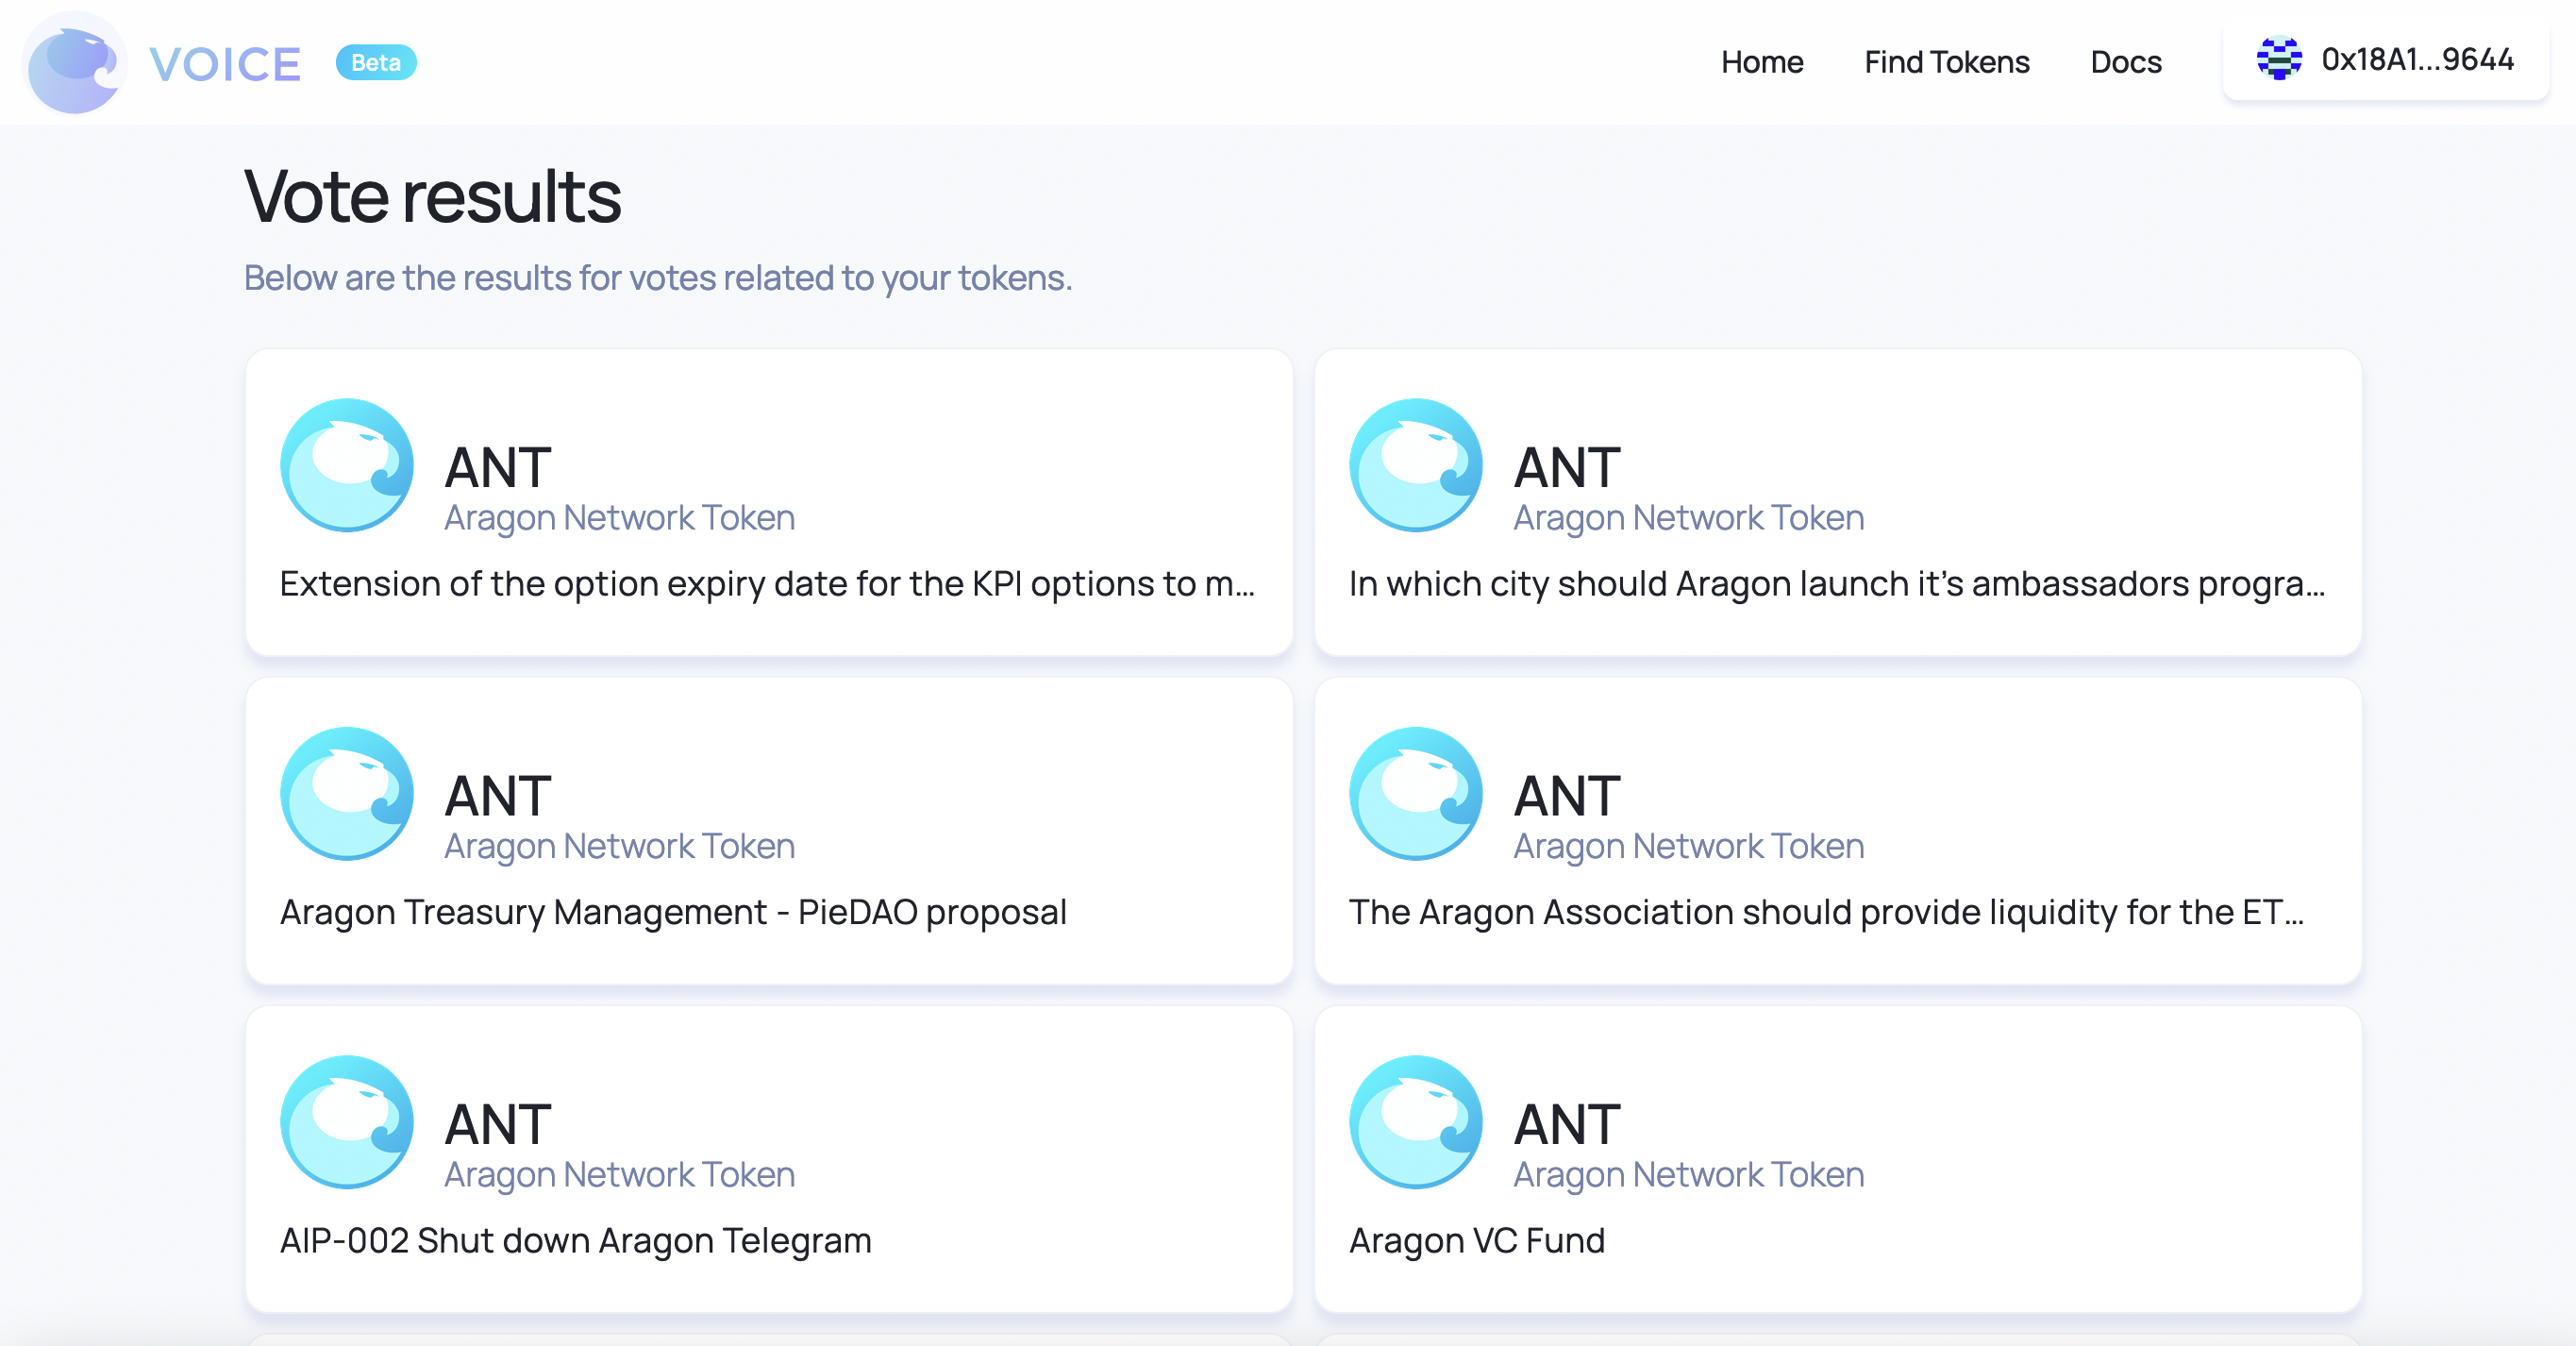 VOICE
Beta
Home
Find Tokens
Docs
0x18A1...9644
Vote results
Below are the results for votes related to your tokens.
ANT
Aragon Network Token
Extension of the option expiry date for the KPI options to m...
ANT
Aragon Network Token
In which city should Aragon launch it's ambassadors progra...
ANT
Aragon Network Token
Aragon Treasury Management - PieDAO proposal
ANT
Aragon Network Token
The Aragon Association should provide liquidity for the ET...
ANT
Aragon Network Token
AIP-002 Shut down Aragon Telegram
ANT
Aragon Network Token
Aragon VC Fund